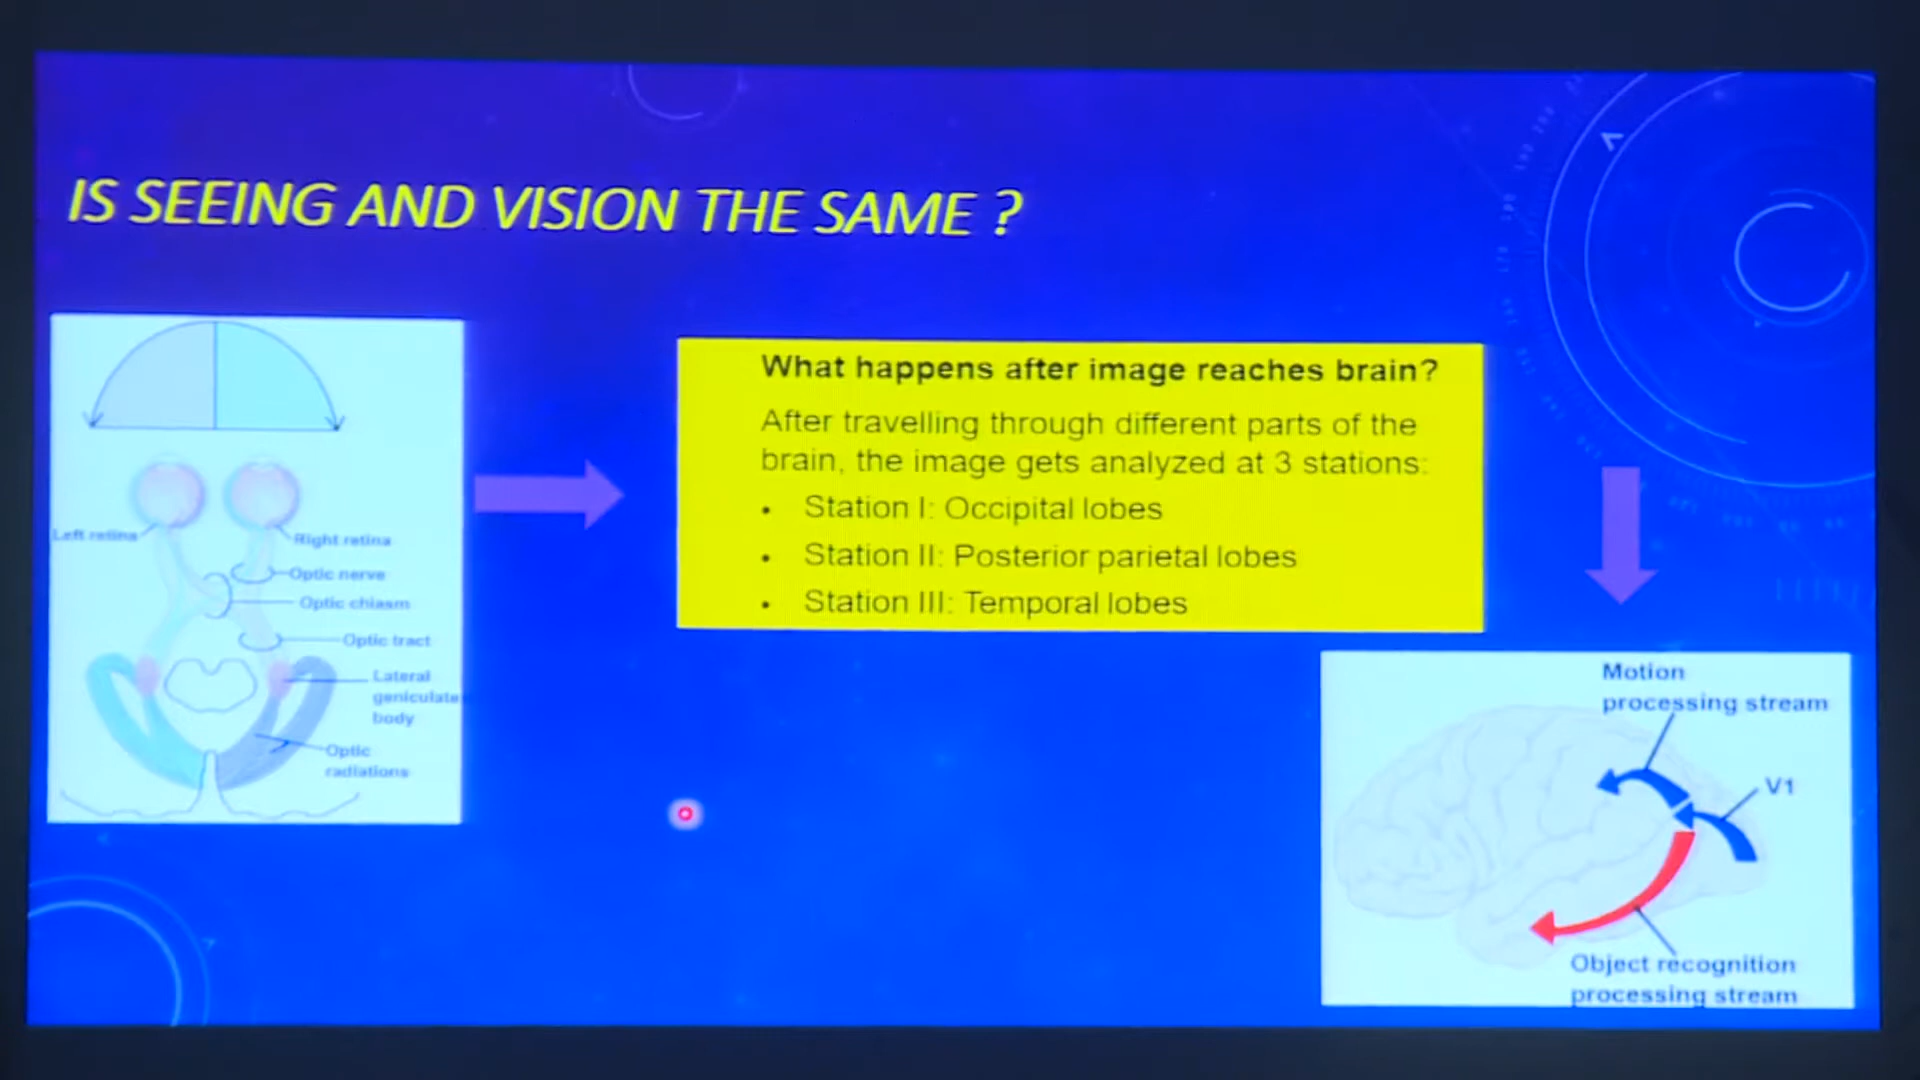 IS SEEING AND VISION THE SAME ?
Left retina
Right retina
Optic nerve
Optic chiasm
Optic tract
Lateral
geniculate
body
Optic
radiations
What happens after image reaches brain?
After travelling through different parts of the
brain, the image gets analyzed at 3 stations:
• Station I: Occipital lobes
• Station II: Posterior parietal lobes
• Station III: Temporal lobes
Motion
processing stream
V1
Object recognition
processing stream